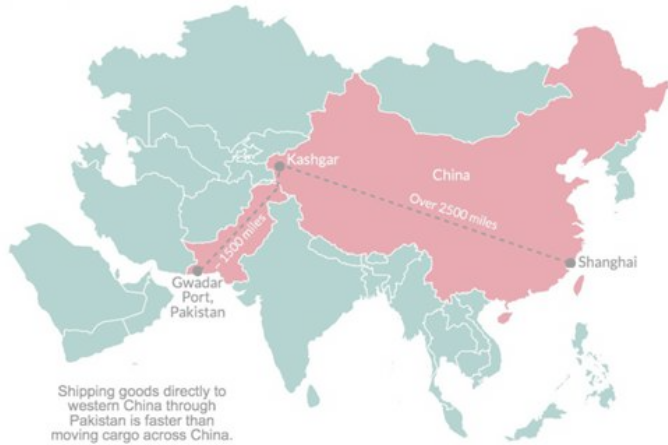 Kashgar
China
Over 2500 miles
1500 miles
Shanghai
Gwadar
Port,
Pakistan
Shipping goods directly to
western China through
Pakistan is faster than
moving cargo across China.